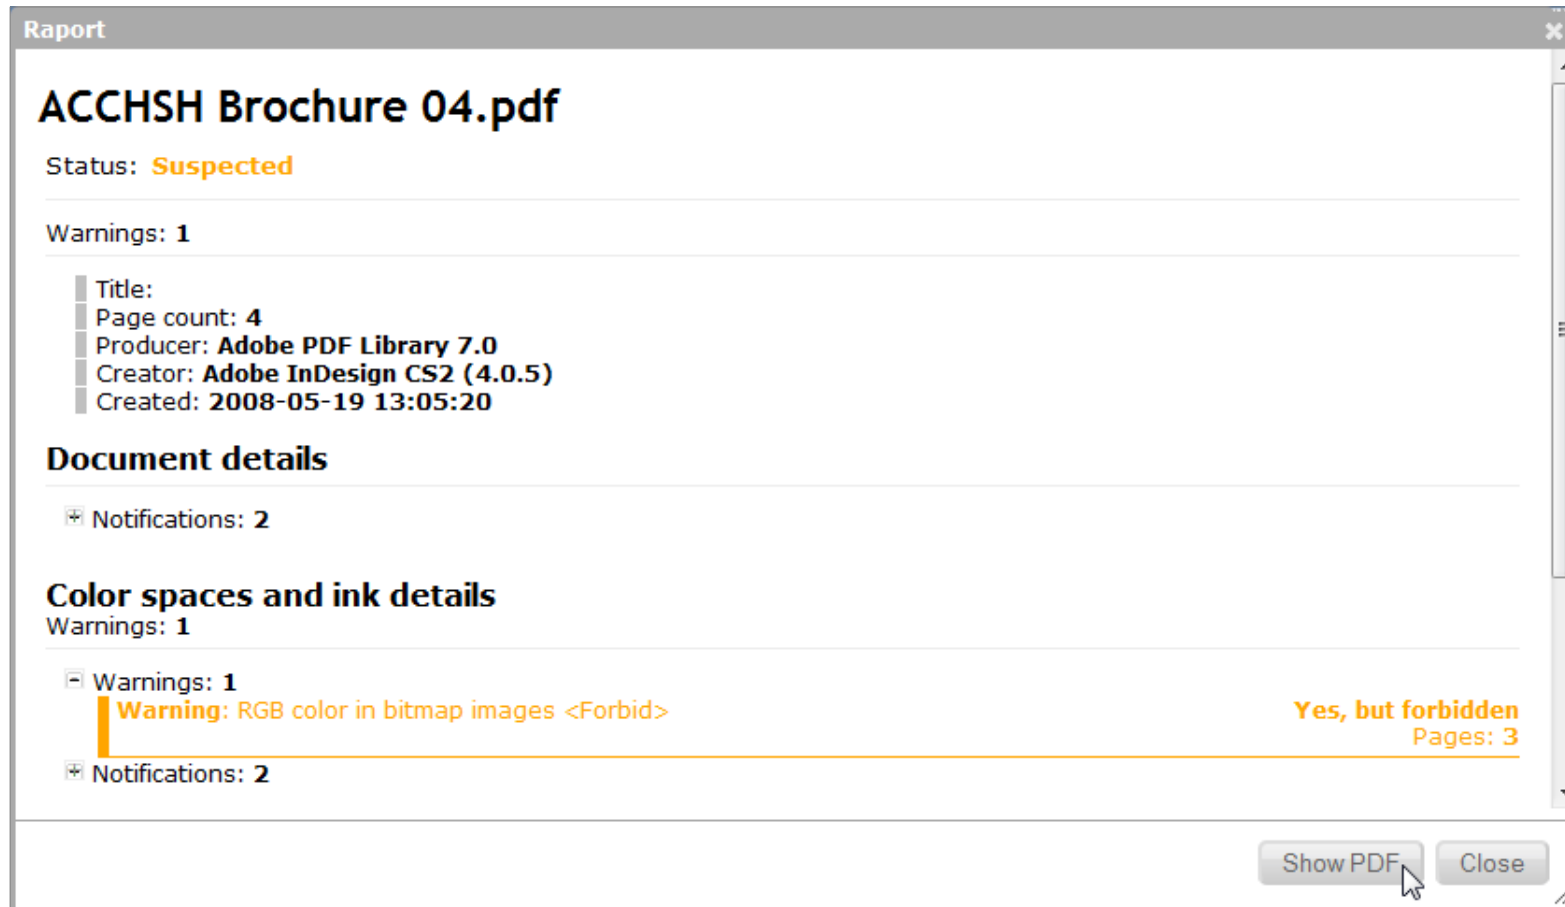 Raport
ACCHSH Brochure 04.pdf
Status: Suspected
Warnings: 1
Title:
Page count: 4
Producer: Adobe PDF Library 7.0
Creator: Adobe InDesign CS2 (4.0.5)
Created: 2008-05-19 13:05:20
Document details
Notifications: 2
Color spaces and ink details
Warnings: 1
Warnings: 1
Warning: RGB color in bitmap images <Forbid> Yes, but forbidden
Pages: 3
Notifications: 2
Show PDF Close